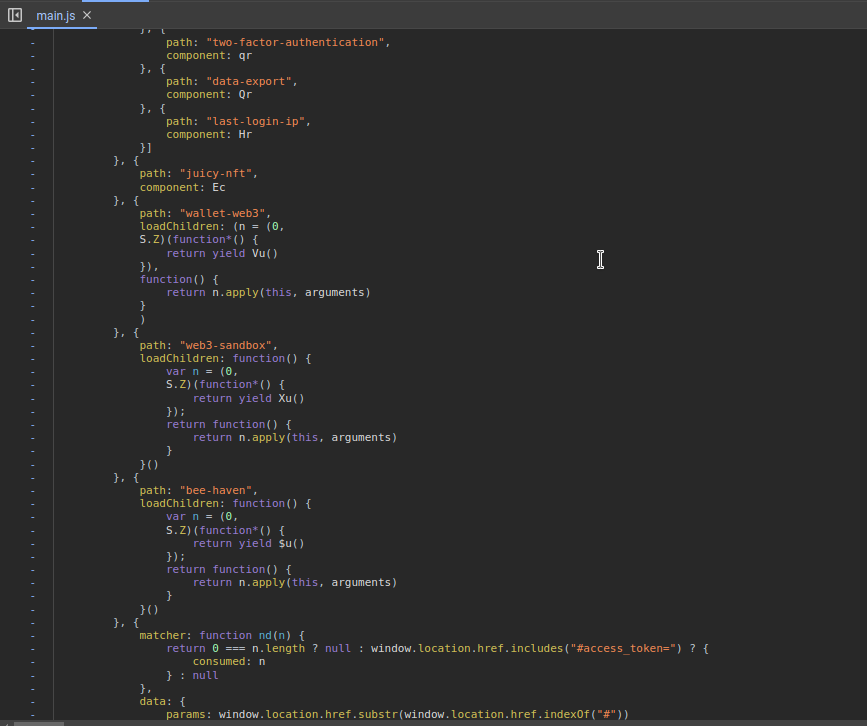 main.js ×
}, {
path: "two-factor-authentication",
component: qr
}, {
path: "data-export",
component: Qr
}, {
path: "last-login-ip",
component: Hr
}]
}, {
path: "juicy-nft",
component: Ec
}, {
path: "wallet-web3",
loadChildren: (n = (0,
S.Z)(function*() {
return yield Vu()
}),
function() {
return n.apply(this, arguments)
}
)
}, {
path: "web3-sandbox",
loadChildren: function() {
var n = (0,
S.Z)(function*() {
return yield Xu()
});
return function() {
return n.apply(this, arguments)
}
}()
}, {
path: "bee-haven",
loadChildren: function() {
var n = (0,
S.Z)(function*() {
return yield $u()
});
return function() {
return n.apply(this, arguments)
}
}()
}, {
matcher: function nd(n) {
return 0 === n.length ? null : window.location.href.includes("#access_token=") ? {
consumed: n
} : null
},
data: {
params: window.location.href.substr(window.location.href.indexOf("#"))